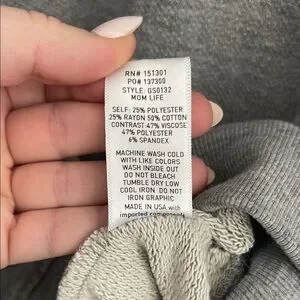 RN# 151301
PO# 137300
STYLE: GS0132
MOM LIFE
SELF: 25% POLYESTER
25% RAYON 50% COTTON
CONTRAST:47% VISCOSE
47% POLYESTER
6% SPANDEX
MACHINE WASH COLD
WITH LIKE COLORS
WASH INSIDE OUT
DO NOT BLEACH
TUMBLE DRY LOW
COOL IRON DO NOT
IRON GRAPHIC
MADE IN USA with
imported components